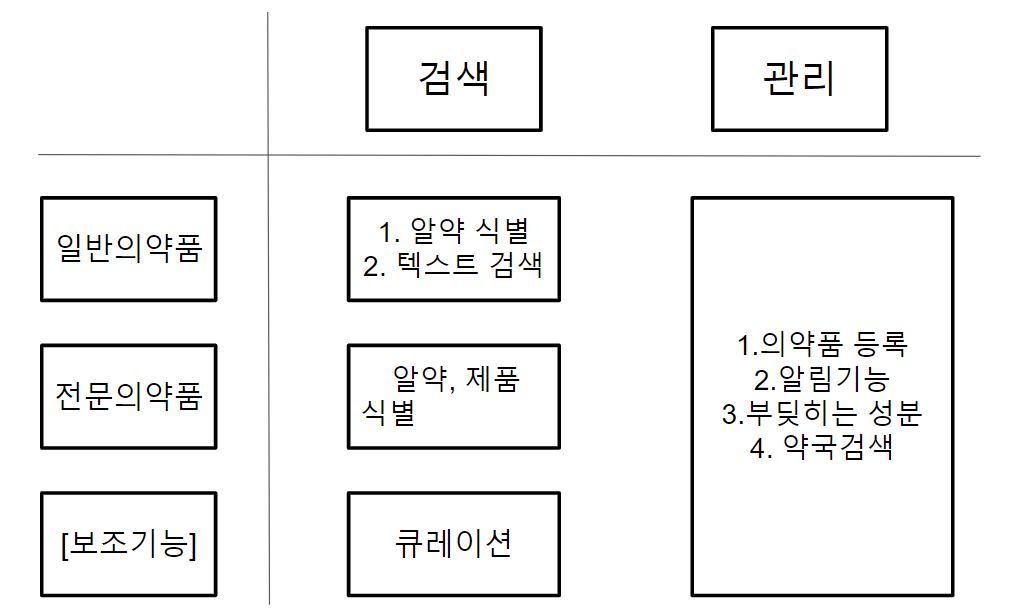 검색
관리
일반의약품
1. 알약 식별
2. 텍스트 검색
전문의약품
알약, 제품
식별
[보조기능]
큐레이션
1.의약품 등록
2.알림기능
3.부딪히는 성분
4. 약국검색